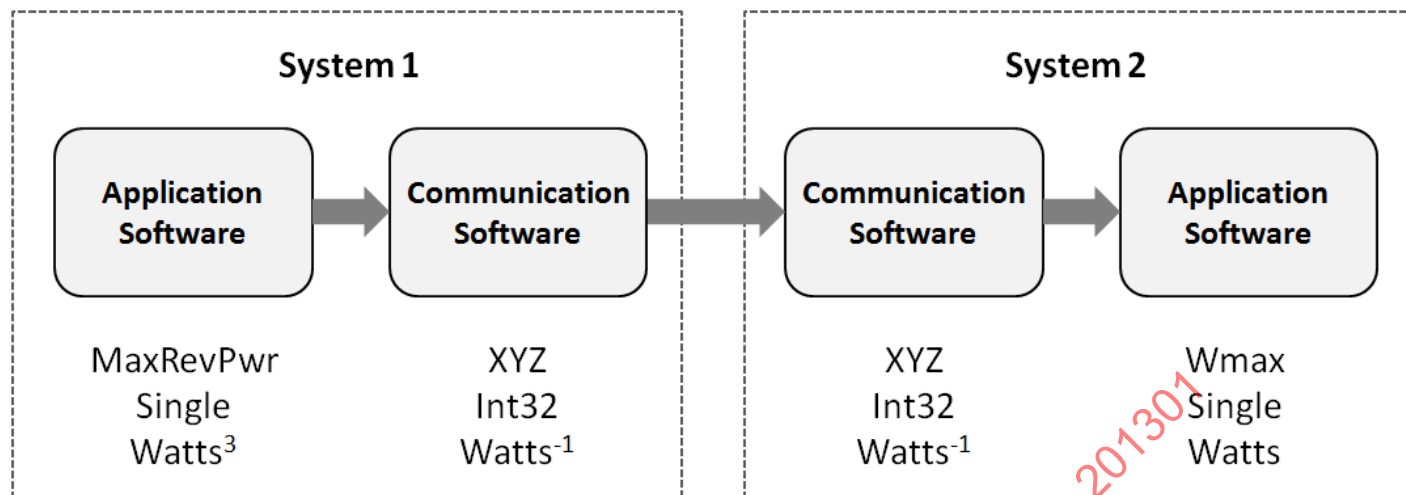 System 1
Application
Software
Communication
Software
MaxRevPwr
Single
Watts³
XYZ
Int32
Watts⁻¹
System 2
Communication
Software
Application
Software
XYZ
Int32
Watts⁻¹
Wmax
Single
Watts
201301